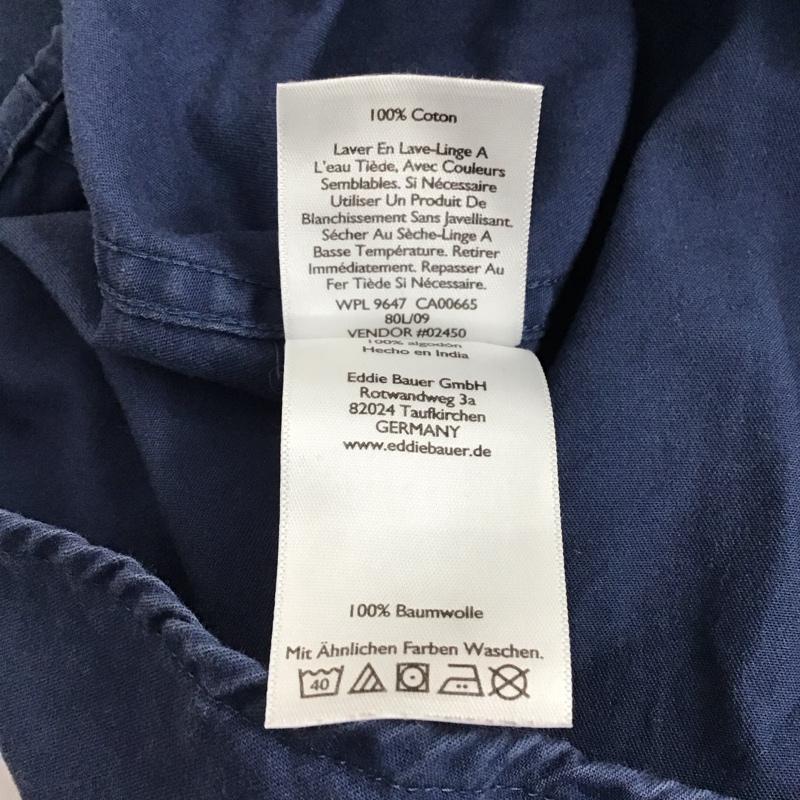 100% Coton
Laver En Lave-Linge A
L'eau Tiède, Avec Couleurs
Semblables. Si Nécessaire
Utiliser Un Produit De
Blanchissement Sans Javellisant.
Sécher Au Sèche-Linge A
Basse Température. Retirer
Immédiatement. Repasser Au
Fer Tiède Si Nécessaire.
WPL 9647 CA00665
80L/09
VENDOR #02450
100% algodón
Hecho en India
Eddie Bauer GmbH
Rotwandweg 3a
82024 Taufkirchen
GERMANY
www.eddiebauer.de
100% Baumwolle
Mit Ähnlichen Farben Waschen.
40